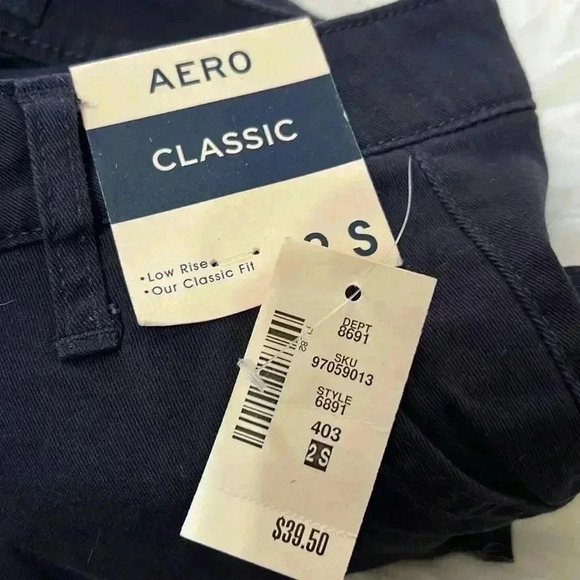 AERO
CLASSIC
2 S
•Low Rise
•Our Classic Fit
DEPT
8691
SKU
97059013
STYLE
6891
403
2 S
$39.50